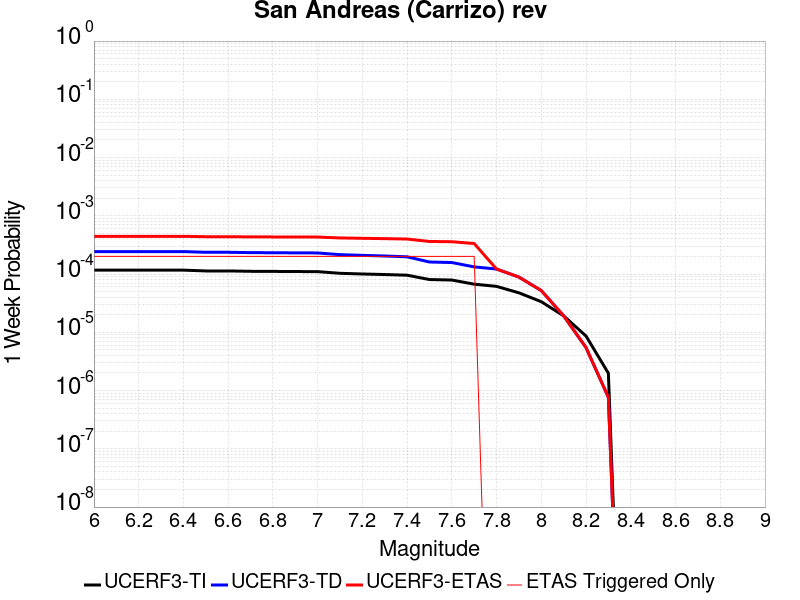 San Andreas (Carrizo) rev
1 Week Probability
10^0
10^-1
10^-2
10^-3
10^-4
10^-5
10^-6
10^-7
10^-8
6 6.2 6.4 6.6 6.8 7 7.2 7.4 7.6 7.8 8 8.2 8.4 8.6 8.8 9
Magnitude
UCERF3-TI UCERF3-TD UCERF3-ETAS ETAS Triggered Only